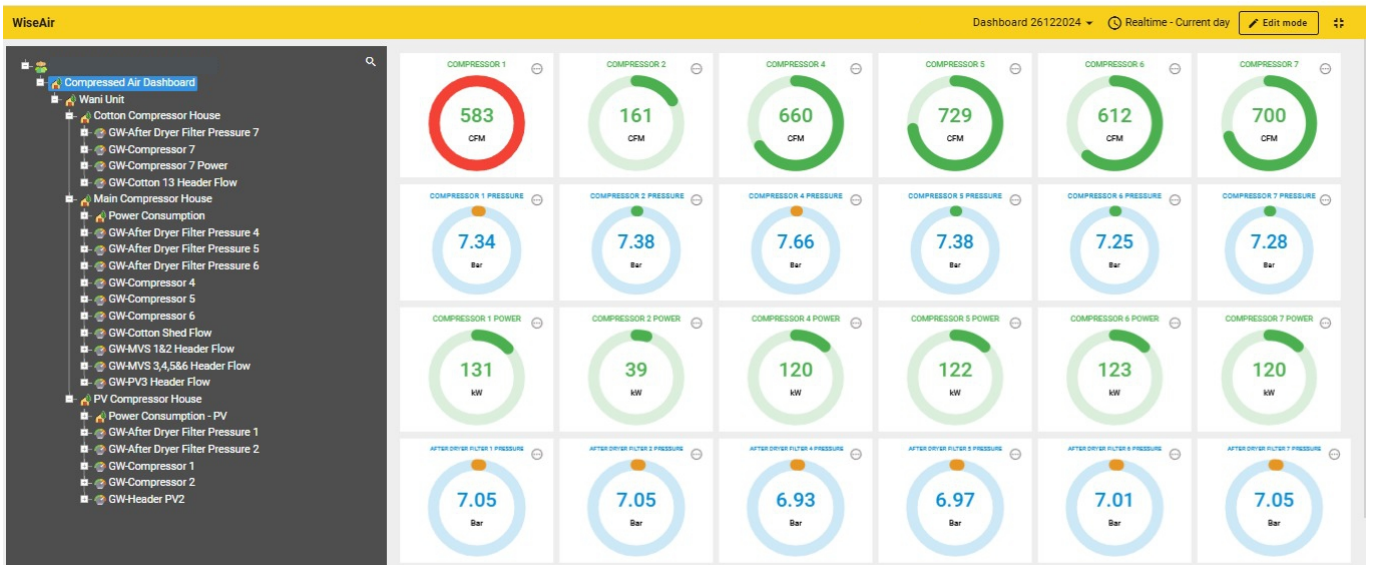 WiseAir
Dashboard 26122024
Realtime - Current day
Edit mode
Compressed Air Dashboard
Wani Unit
Cotton Compressor House
GW-After Dryer Filter Pressure 7
GW-Compressor 7
GW-Compressor 7 Power
GW-Cotton 13 Header Flow
Main Compressor House
Power Consumption
GW-After Dryer Filter Pressure 4
GW-After Dryer Filter Pressure 5
GW-After Dryer Filter Pressure 6
GW-Compressor 4
GW-Compressor 5
GW-Compressor 6
GW-Cotton Shed Flow
GW-MVS 1&2 Header Flow
GW-MVS 3,4,5&6 Header Flow
GW-PV3 Header Flow
PV Compressor House
Power Consumption - PV
GW-After Dryer Filter Pressure 1
GW-After Dryer Filter Pressure 2
GW-Compressor 1
GW-Compressor 2
GW-Header PV2
COMPRESSOR 1
583
CFM
COMPRESSOR 2
161
CFM
COMPRESSOR 4
660
CFM
COMPRESSOR 5
729
CFM
COMPRESSOR 6
612
CFM
COMPRESSOR 7
700
CFM
COMPRESSOR 1 PRESSURE
7.34
Bar
COMPRESSOR 2 PRESSURE
7.38
Bar
COMPRESSOR 4 PRESSURE
7.66
Bar
COMPRESSOR 5 PRESSURE
7.38
Bar
COMPRESSOR 6 PRESSURE
7.25
Bar
COMPRESSOR 7 PRESSURE
7.28
Bar
COMPRESSOR 1 POWER
131
kW
COMPRESSOR 2 POWER
39
kW
COMPRESSOR 4 POWER
120
kW
COMPRESSOR 5 POWER
122
kW
COMPRESSOR 6 POWER
123
kW
COMPRESSOR 7 POWER
120
kW
AFTER DRYER FILTER 1 PRESSURE
7.05
Bar
AFTER DRYER FILTER 2 PRESSURE
7.05
Bar
AFTER DRYER FILTER 4 PRESSURE
6.93
Bar
AFTER DRYER FILTER 5 PRESSURE
6.97
Bar
AFTER DRYER FILTER 6 PRESSURE
7.01
Bar
AFTER DRYER FILTER 7 PRESSURE
7.05
Bar